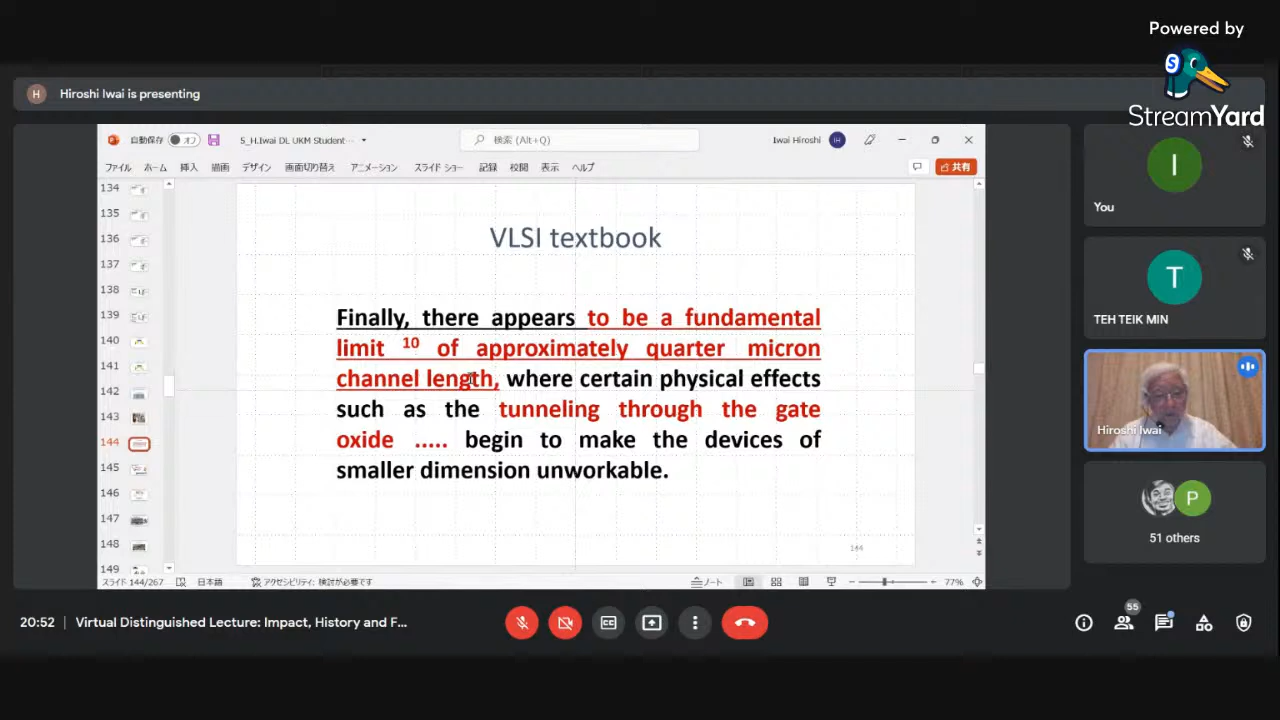 Powered by
StreamYard
H Hiroshi Iwai is presenting
自動保存 オフ 5_H.Iwai DL UKM Student… 検索 (Alt+Q) Iwai Hiroshi IH
ファイル ホーム 挿入 描画 デザイン 画面切り替え アニメーション スライド ショー 記録 校閲 表示 ヘルプ 共有
134
135
136
137
138
139
140
141
142
143
144
145
146
147
148
149
VLSI textbook
Finally, there appears to be a fundamental
limit 10 of approximately quarter micron
channel length, where certain physical effects
such as the tunneling through the gate
oxide ..... begin to make the devices of
smaller dimension unworkable.
144
スライド 144/267 日本語 アクセシビリティ: 検討が必要です ノート 77%
I
You
T
TEH TEIK MIN
Hiroshi Iwai
P
51 others
20:52 | Virtual Distinguished Lecture: Impact, History and F...
55